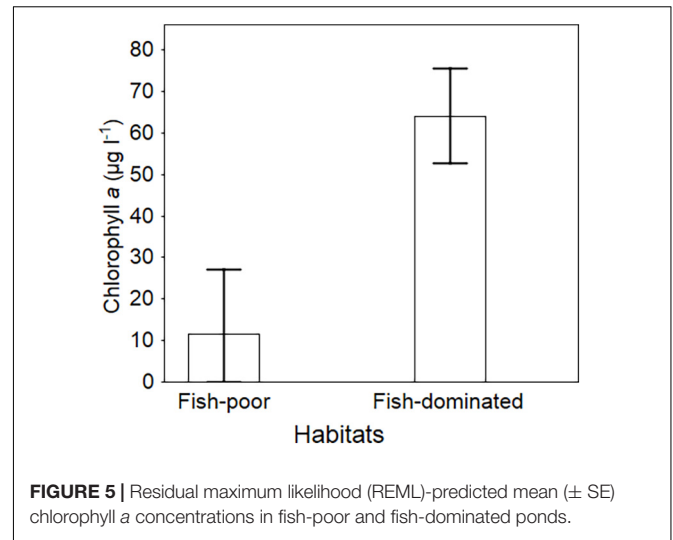 80
70
60
50
40
30
20
10
0
Chlorophyll a (µg l-1)
Fish-poor Fish-dominated
Habitats
FIGURE 5 | Residual maximum likelihood (REML)-predicted mean (± SE)
chlorophyll a concentrations in fish-poor and fish-dominated ponds.